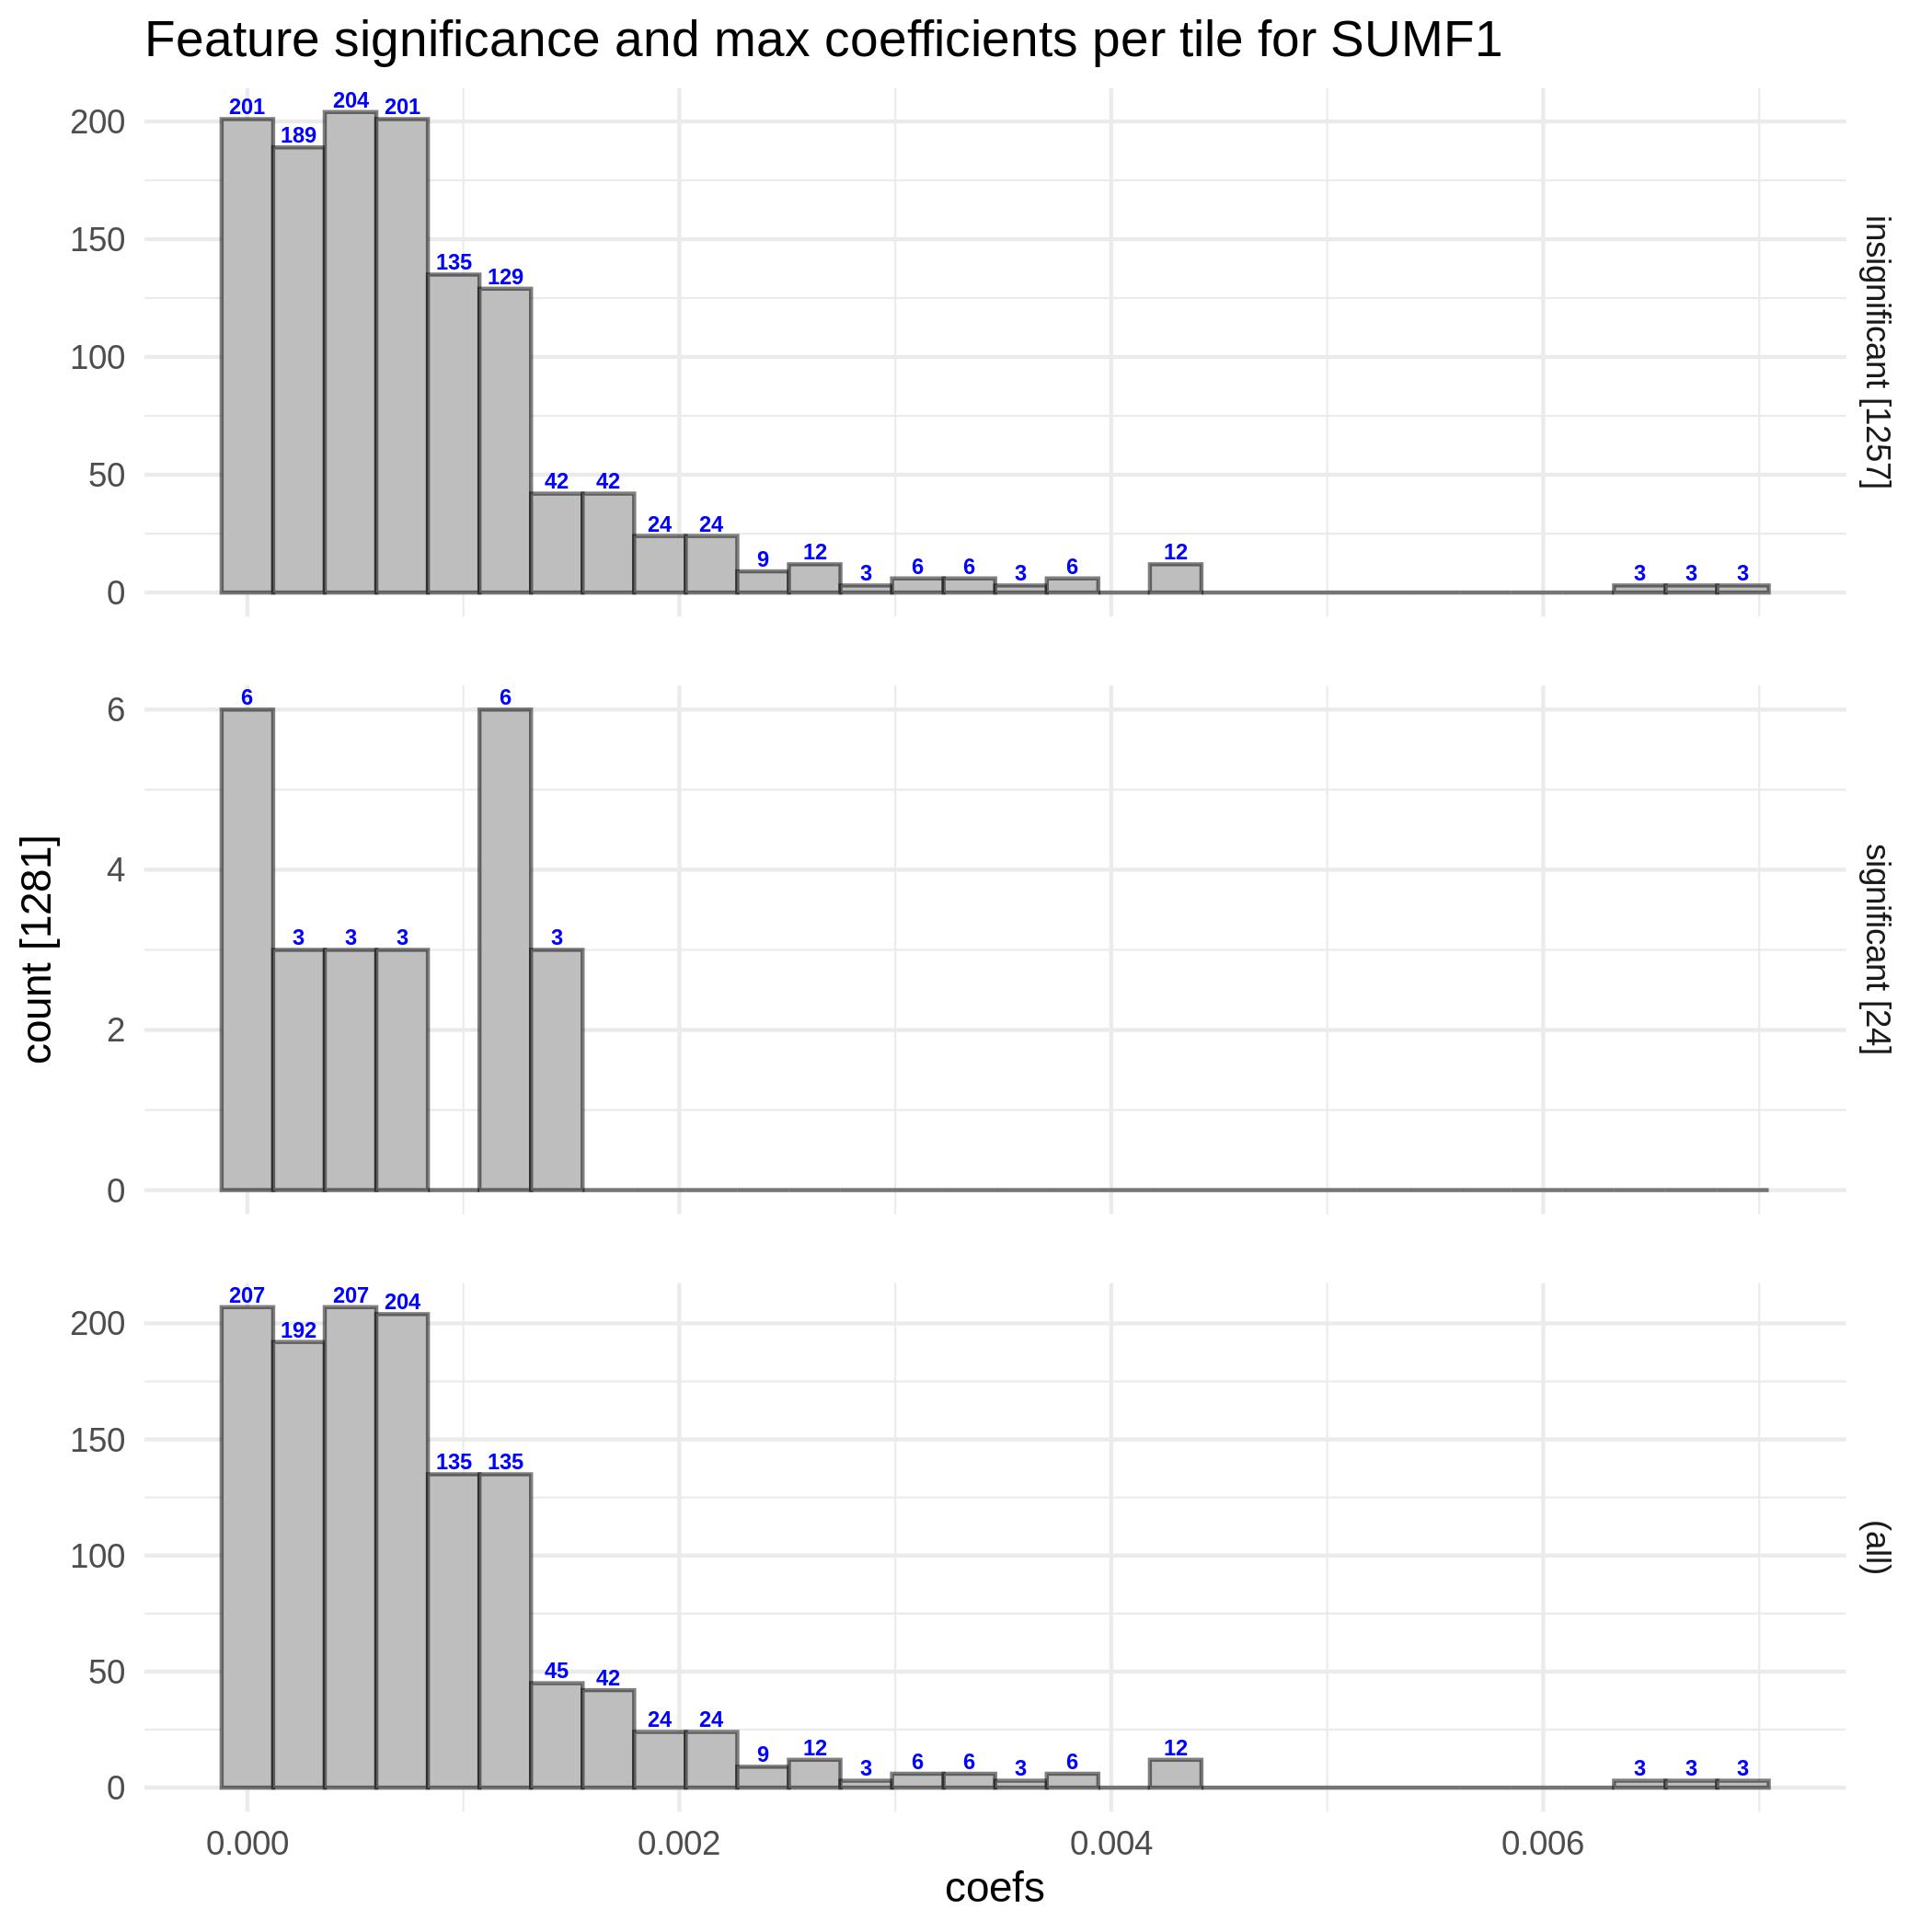 Feature significance and max coefficients per tile for SUMF1
201 189 204 201 135 129 42 42 24 24 9 12 3 6 6 3 6 12 3 3 3
200
150
100
50
0
insignificant [1257]
6 3 3 3 6 3
6
4
2
0
significant [24]
count [1281]
207 192 207 204 135 135 45 42 24 24 9 12 3 6 6 3 6 12 3 3 3
200
150
100
50
0
(all)
0.000 0.002 0.004 0.006
coefs